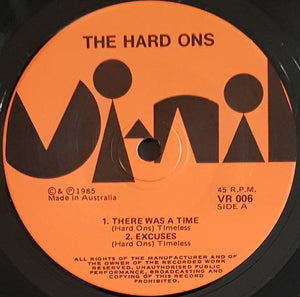 THE HARD ONS
Vi·nil
© & ℗ 1985
Made in Australia
45 R.P.M.
VR 006
SIDE A
1. THERE WAS A TIME
(Hard Ons) Timeless
2. EXCUSES
(Hard Ons) Timeless
ALL RIGHTS OF THE MANUFACTURER AND OF
THE OWNER OF THE RECORDED WORK
RESERVED. UNAUTHORISED PUBLIC
PERFORMANCE, BROADCASTING AND
COPYING OF THIS RECORD
PROHIBITED.